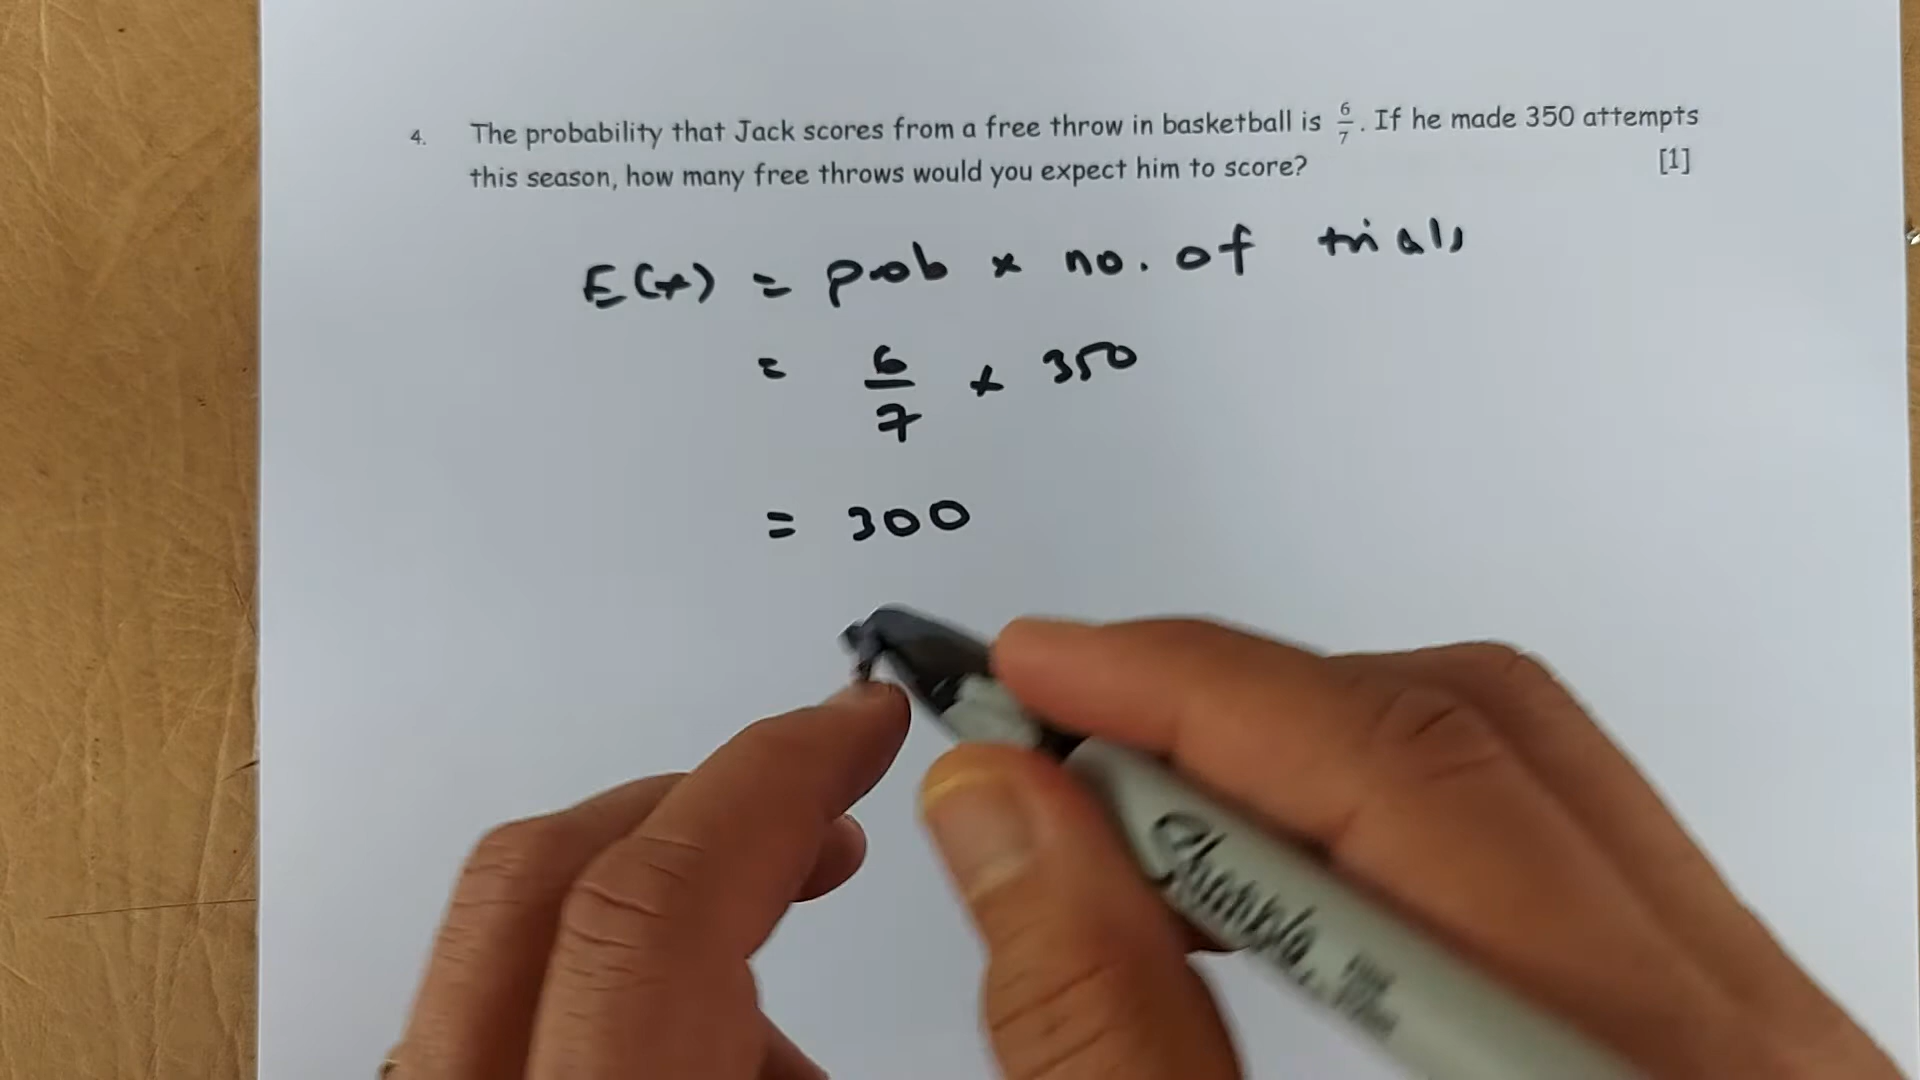 4. The probability that Jack scores from a free throw in basketball is 6/7. If he made 350 attempts
this season, how many free throws would you expect him to score? [1]
E(x) = prob × no. of trials
= 6/7 × 350
= 300
Sharpie